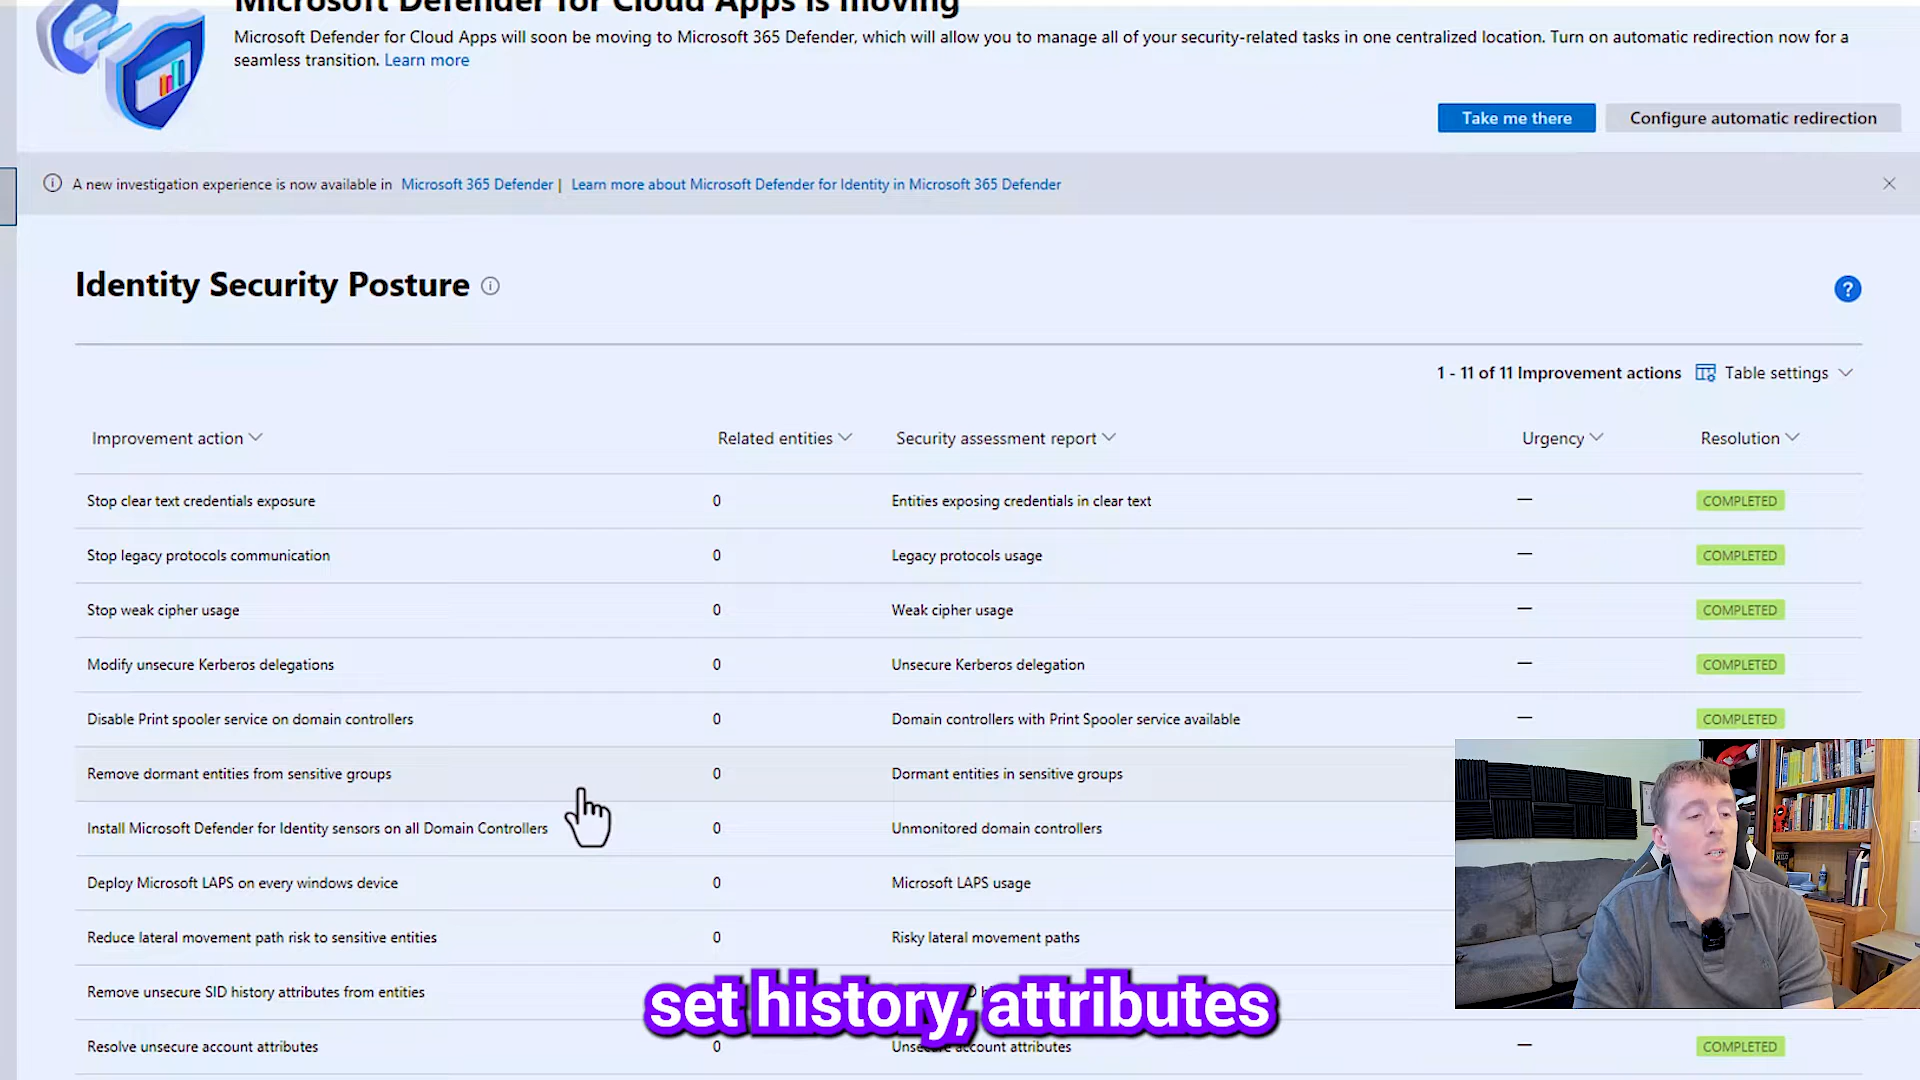 Microsoft Defender for Cloud Apps is moving
Microsoft Defender for Cloud Apps will soon be moving to Microsoft 365 Defender, which will allow you to manage all of your security-related tasks in one centralized location. Turn on automatic redirection now for a
seamless transition. Learn more
Take me there
Configure automatic redirection
A new investigation experience is now available in Microsoft 365 Defender | Learn more about Microsoft Defender for Identity in Microsoft 365 Defender
Identity Security Posture
?
1 - 11 of 11 Improvement actions Table settings
Improvement action Related entities Security assessment report Urgency Resolution
Stop clear text credentials exposure 0 Entities exposing credentials in clear text — COMPLETED
Stop legacy protocols communication 0 Legacy protocols usage — COMPLETED
Stop weak cipher usage 0 Weak cipher usage — COMPLETED
Modify unsecure Kerberos delegations 0 Unsecure Kerberos delegation — COMPLETED
Disable Print spooler service on domain controllers 0 Domain controllers with Print Spooler service available — COMPLETED
Remove dormant entities from sensitive groups 0 Dormant entities in sensitive groups
Install Microsoft Defender for Identity sensors on all Domain Controllers 0 Unmonitored domain controllers
Deploy Microsoft LAPS on every windows device 0 Microsoft LAPS usage
Reduce lateral movement path risk to sensitive entities 0 Risky lateral movement paths
Remove unsecure SID history attributes from entities
set history, attributes
Resolve unsecure account attributes 0 account attributes — COMPLETED